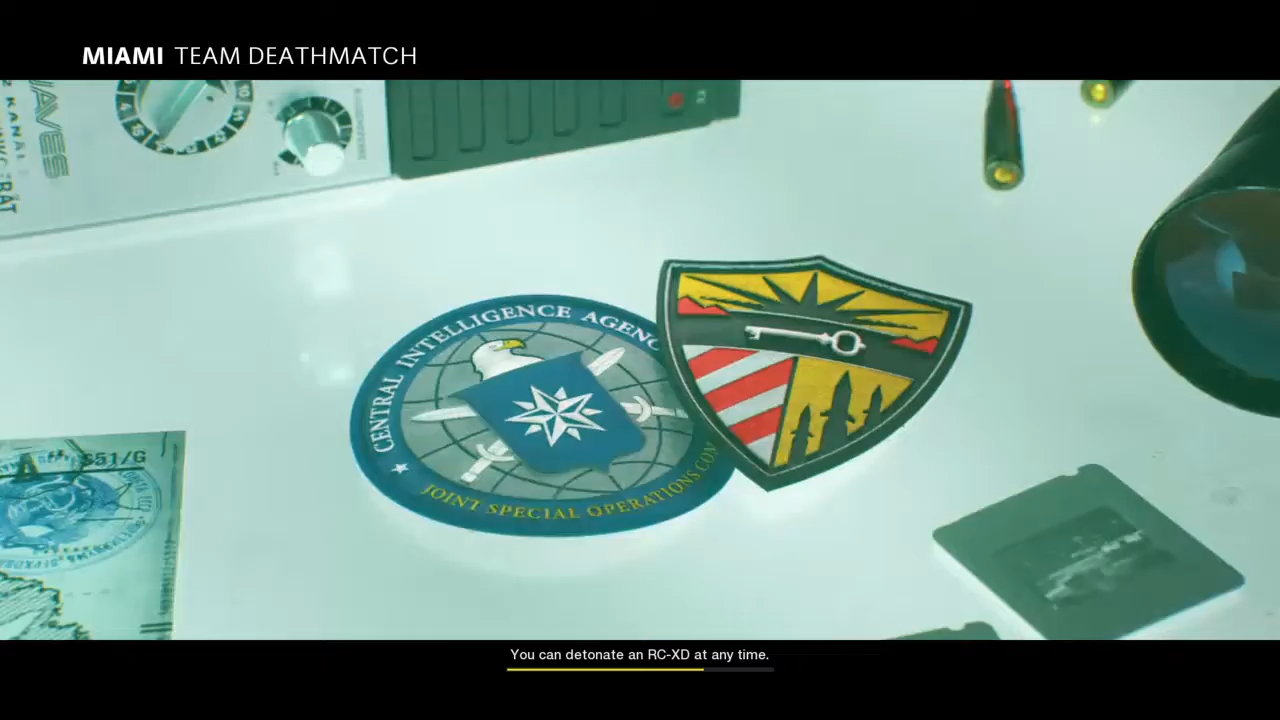 MIAMI TEAM DEATHMATCH
CENTRAL INTELLIGENCE AGENC
JOINT SPECIAL OPERATIONS COM
651/G
You can detonate an RC-XD at any time.